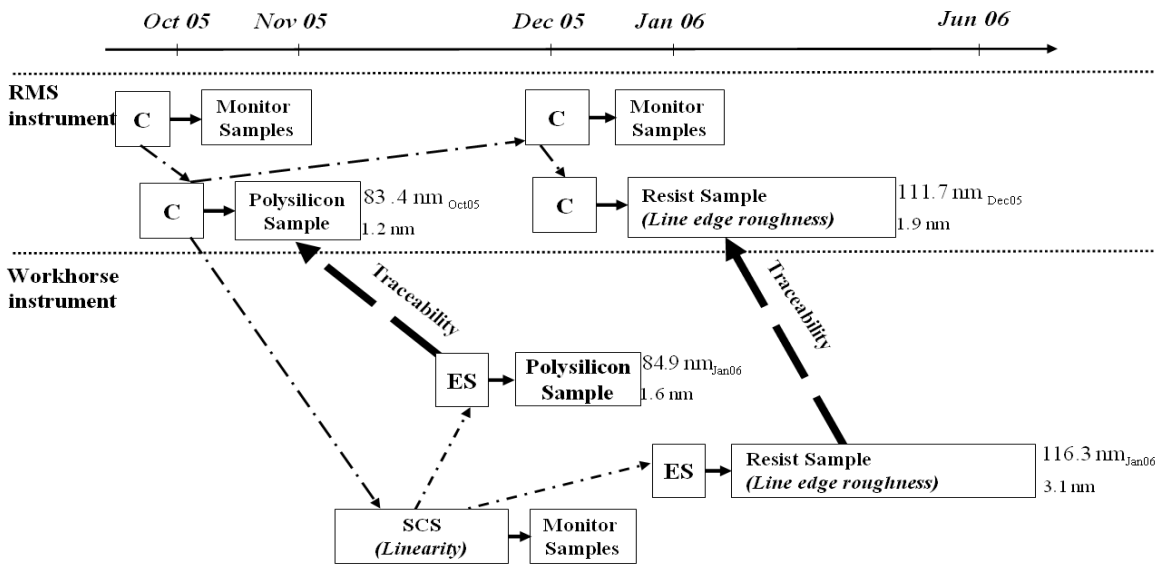 Oct 05 Nov 05 Dec 05 Jan 06 Jun 06
RMS
instrument
C
Monitor
Samples
C
Monitor
Samples
C
Polysilicon
Sample
83 .4 nm Oct05
1.2 nm
C
Resist Sample
(Line edge roughness)
111.7 nm Dec05
1.9 nm
Workhorse
instrument
Traceability
Traceability
ES
Polysilicon
Sample
84.9 nm Jan06
1.6 nm
ES
Resist Sample
(Line edge roughness)
116.3 nm Jan06
3.1 nm
SCS
(Linearity)
Monitor
Samples